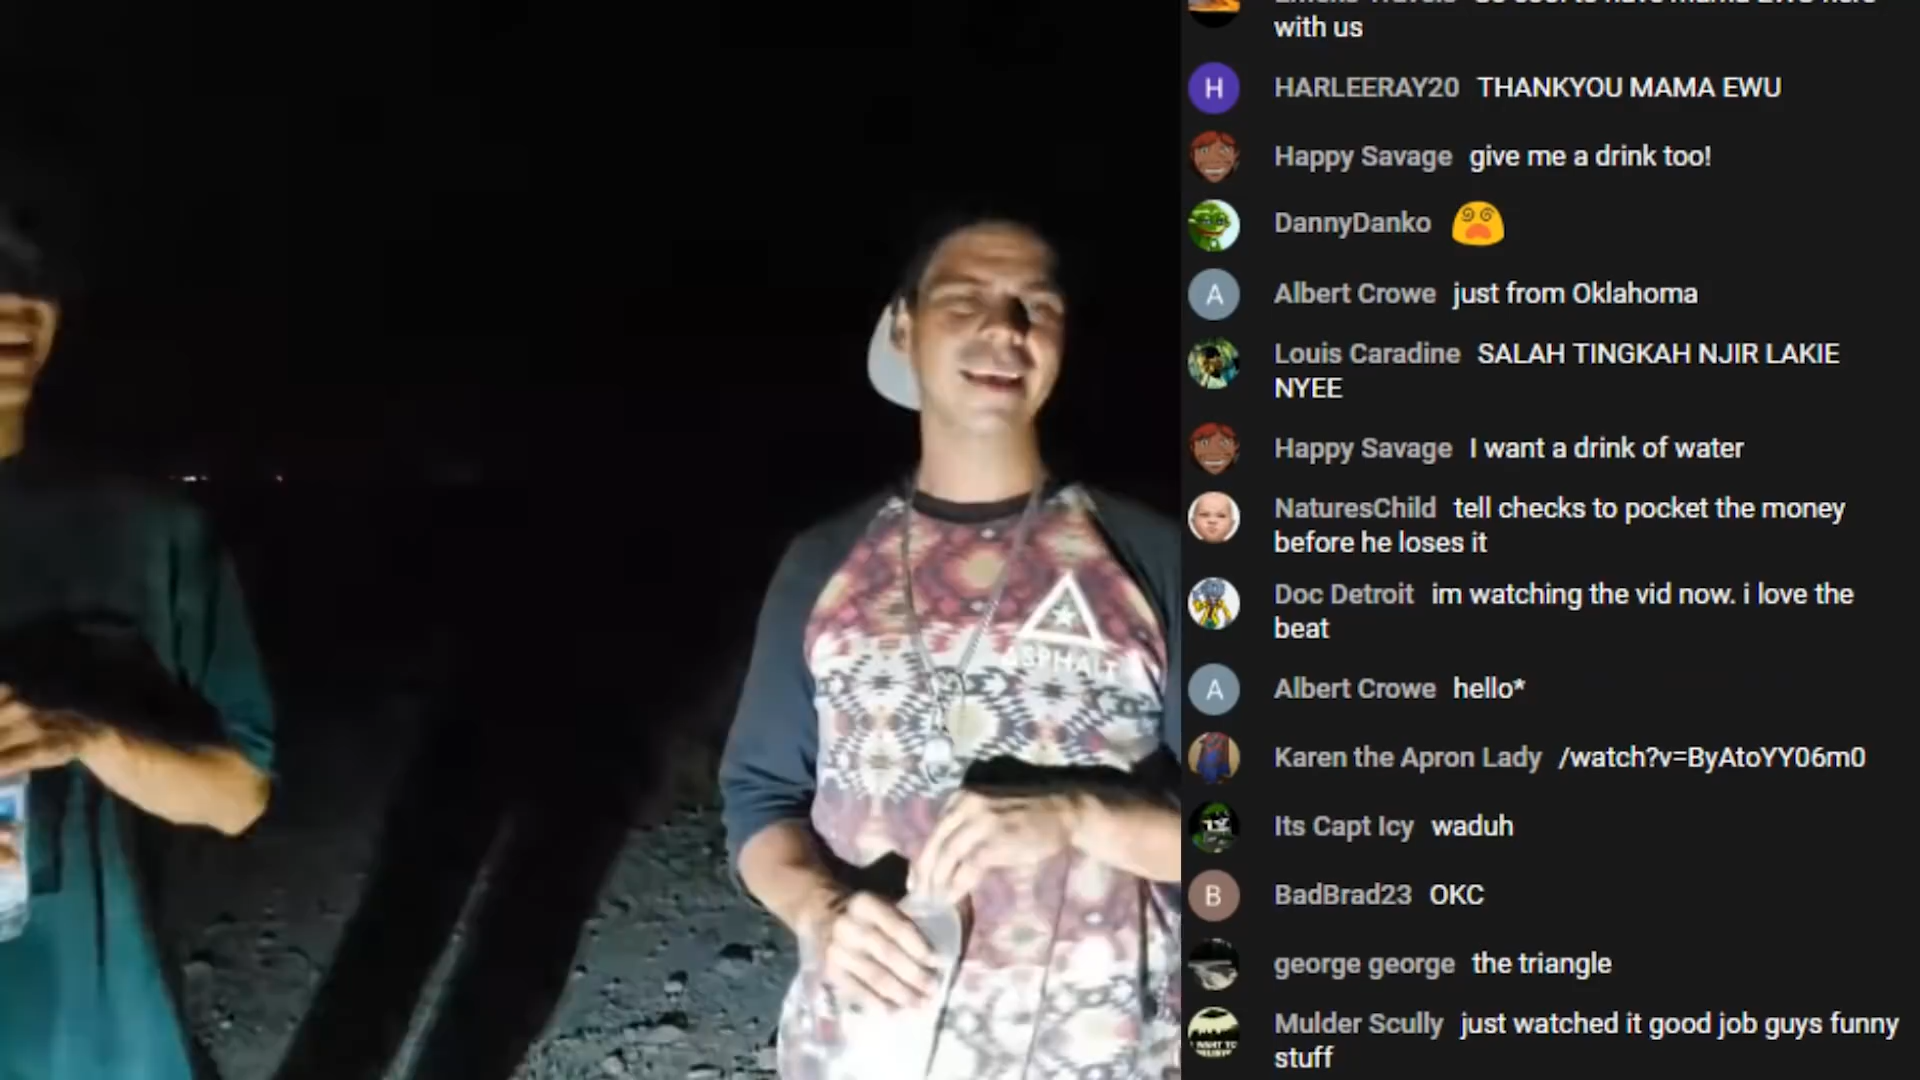 with us
HARLEERAY20 THANKYOU MAMA EWU
Happy Savage give me a drink too!
DannyDanko
A
Albert Crowe just from Oklahoma
Louis Caradine SALAH TINGKAH NJIR LAKIE
NYEE
Happy Savage I want a drink of water
NaturesChild tell checks to pocket the money
before he loses it
ASPHALT
Doc Detroit im watching the vid now. i love the
beat
A
Albert Crowe hello*
Karen the Apron Lady /watch?v=ByAtoYY06m0
Its Capt Icy waduh
B
BadBrad23 OKC
george george the triangle
Mulder Scully just watched it good job guys funny
stuff
H